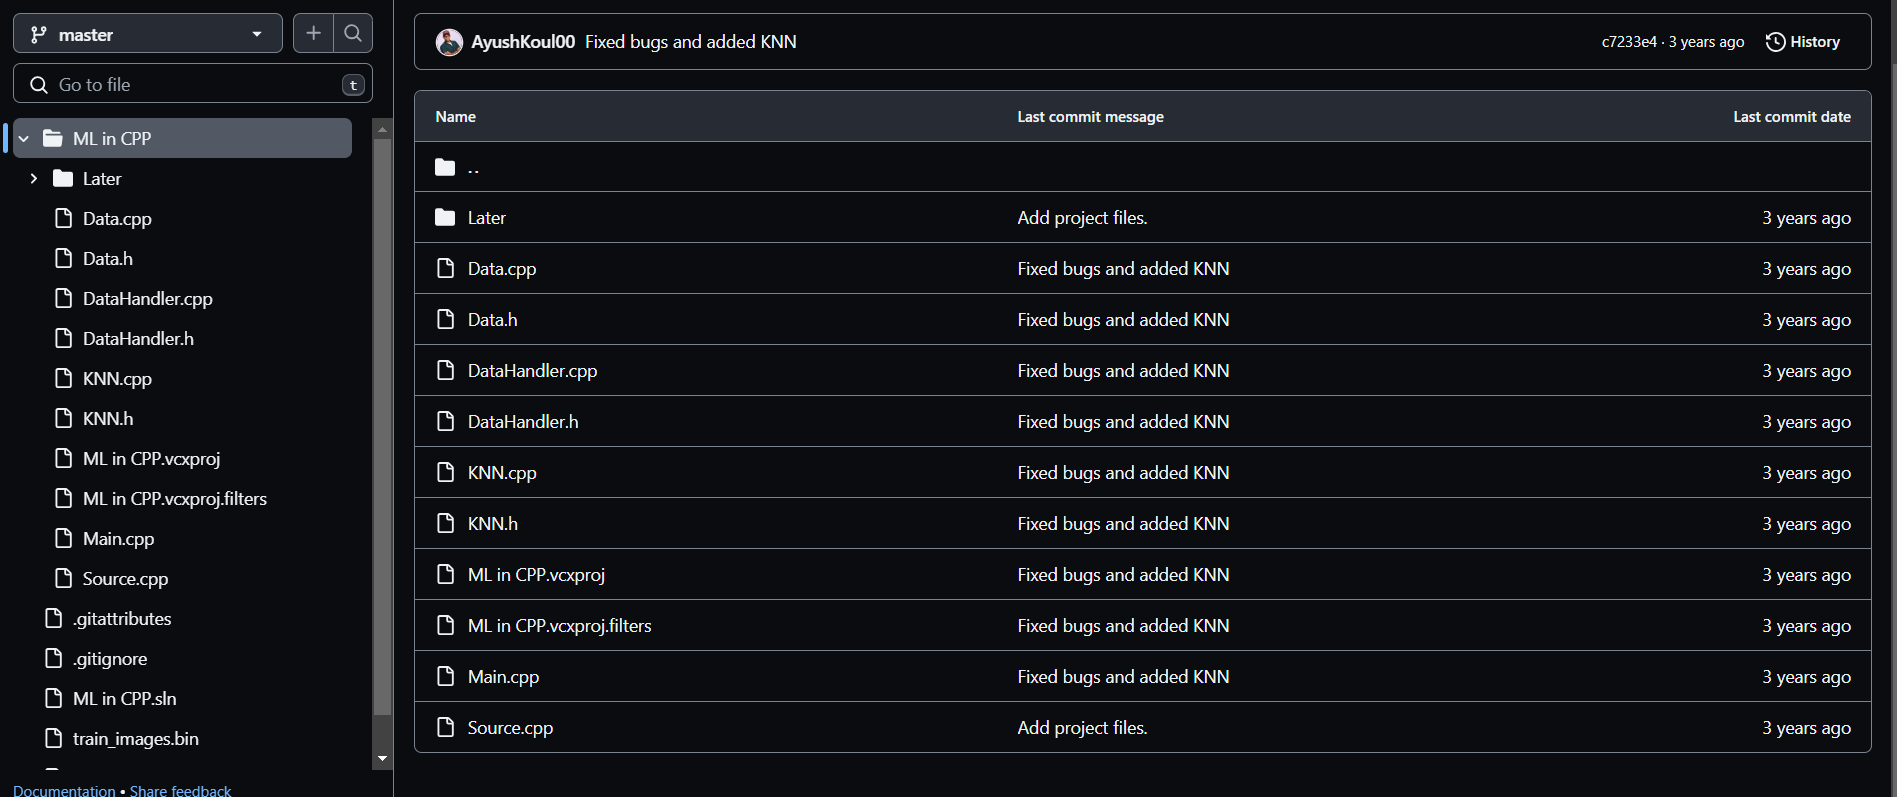 master
Go to file
t
ML in CPP
Later
Data.cpp
Data.h
DataHandler.cpp
DataHandler.h
KNN.cpp
KNN.h
ML in CPP.vcxproj
ML in CPP.vcxproj.filters
Main.cpp
Source.cpp
.gitattributes
.gitignore
ML in CPP.sln
train_images.bin
Documentation • Share feedback
AyushKoul00 Fixed bugs and added KNN c7233e4 · 3 years ago History
Name Last commit message Last commit date
..
Later Add project files. 3 years ago
Data.cpp Fixed bugs and added KNN 3 years ago
Data.h Fixed bugs and added KNN 3 years ago
DataHandler.cpp Fixed bugs and added KNN 3 years ago
DataHandler.h Fixed bugs and added KNN 3 years ago
KNN.cpp Fixed bugs and added KNN 3 years ago
KNN.h Fixed bugs and added KNN 3 years ago
ML in CPP.vcxproj Fixed bugs and added KNN 3 years ago
ML in CPP.vcxproj.filters Fixed bugs and added KNN 3 years ago
Main.cpp Fixed bugs and added KNN 3 years ago
Source.cpp Add project files. 3 years ago